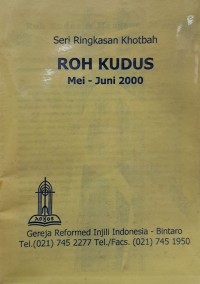 Seri Ringkasan Khotbah
ROH KUDUS
Mei - Juni 2000
LOGOS
Gereja Reformed Injili Indonesia - Bintaro
Tel.(021) 745 2277 Tel./Facs. (021) 745 1950